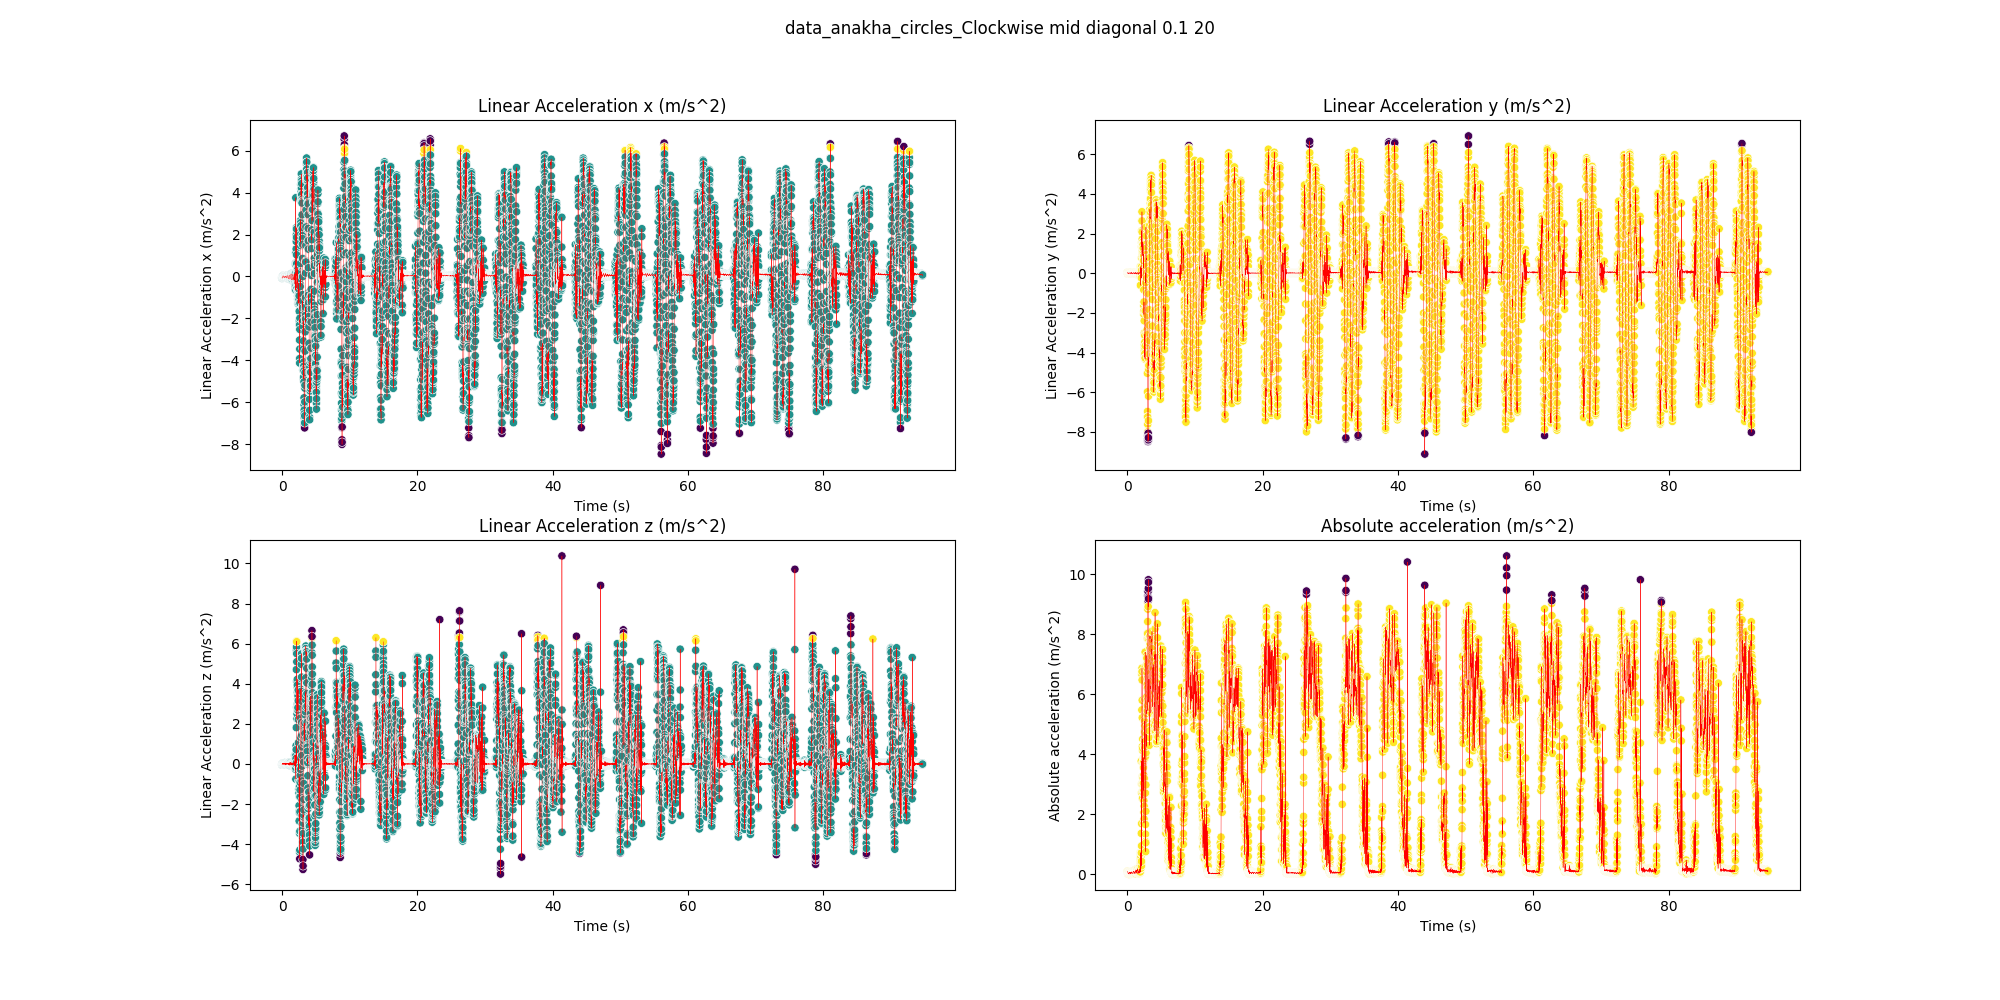 data_anakha_circles_Clockwise mid diagonal 0.1 20
Linear Acceleration x (m/s^2)
Linear Acceleration x (m/s^2)
6
4
2
0
−2
−4
−6
−8
0 20 40 60 80
Time (s)
Linear Acceleration y (m/s^2)
Linear Acceleration y (m/s^2)
6
4
2
0
−2
−4
−6
−8
0 20 40 60 80
Time (s)
Linear Acceleration z (m/s^2)
Linear Acceleration z (m/s^2)
10
8
6
4
2
0
−2
−4
−6
0 20 40 60 80
Time (s)
Absolute acceleration (m/s^2)
Absolute acceleration (m/s^2)
10
8
6
4
2
0
0 20 40 60 80
Time (s)